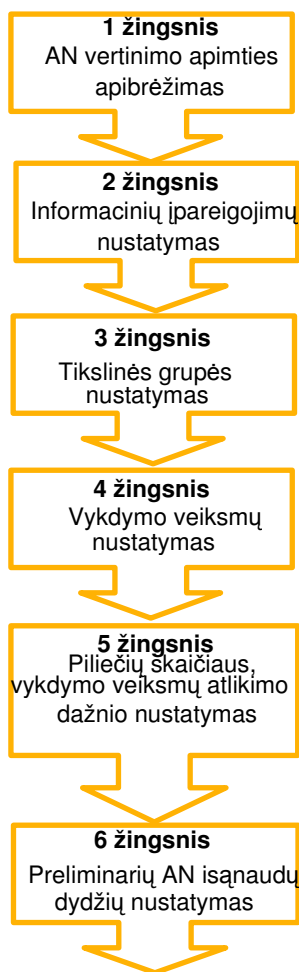 1 žingsnis
AN vertinimo apimties
apibrėžimas
2 žingsnis
Informacinių įpareigojimų
nustatymas
3 žingsnis
Tikslinės grupės
nustatymas
4 žingsnis
Vykdymo veiksmų
nustatymas
5 žingsnis
Piliečių skaičiaus,
vykdymo veiksmų atlikimo
dažnio nustatymas
6 žingsnis
Preliminarių AN isąnaudų
dydžių nustatymas